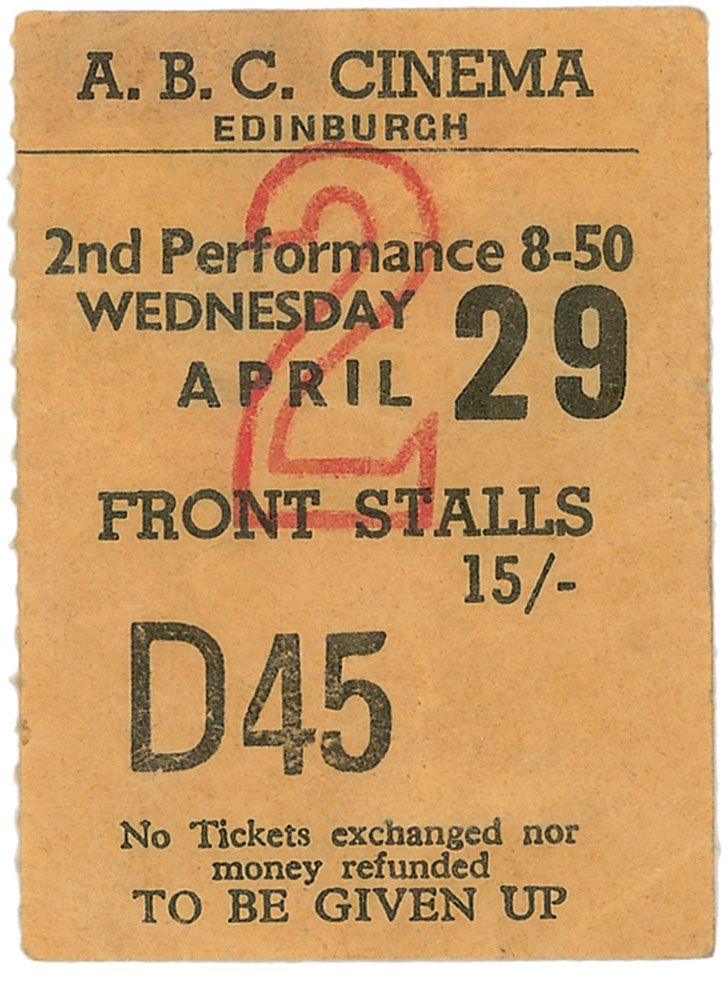 A. B. C. CINEMA
EDINBURGH
2
2nd Performance 8-50
WEDNESDAY
APRIL 29
FRONT STALLS
15/-
D45
No Tickets exchanged nor
money refunded
TO BE GIVEN UP